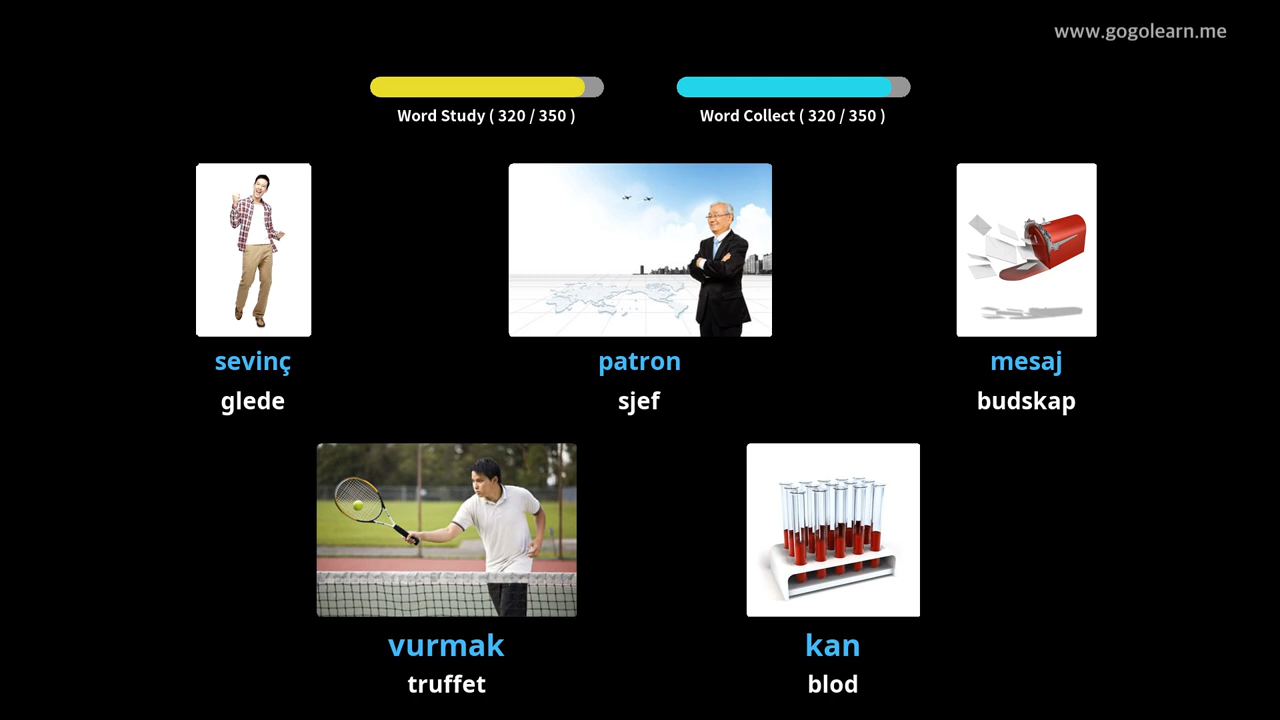 www.gogolearn.me
Word Study ( 320 / 350 )
Word Collect ( 320 / 350 )
sevinç
glede
patron
sjef
mesaj
budskap
vurmak
truffet
kan
blod